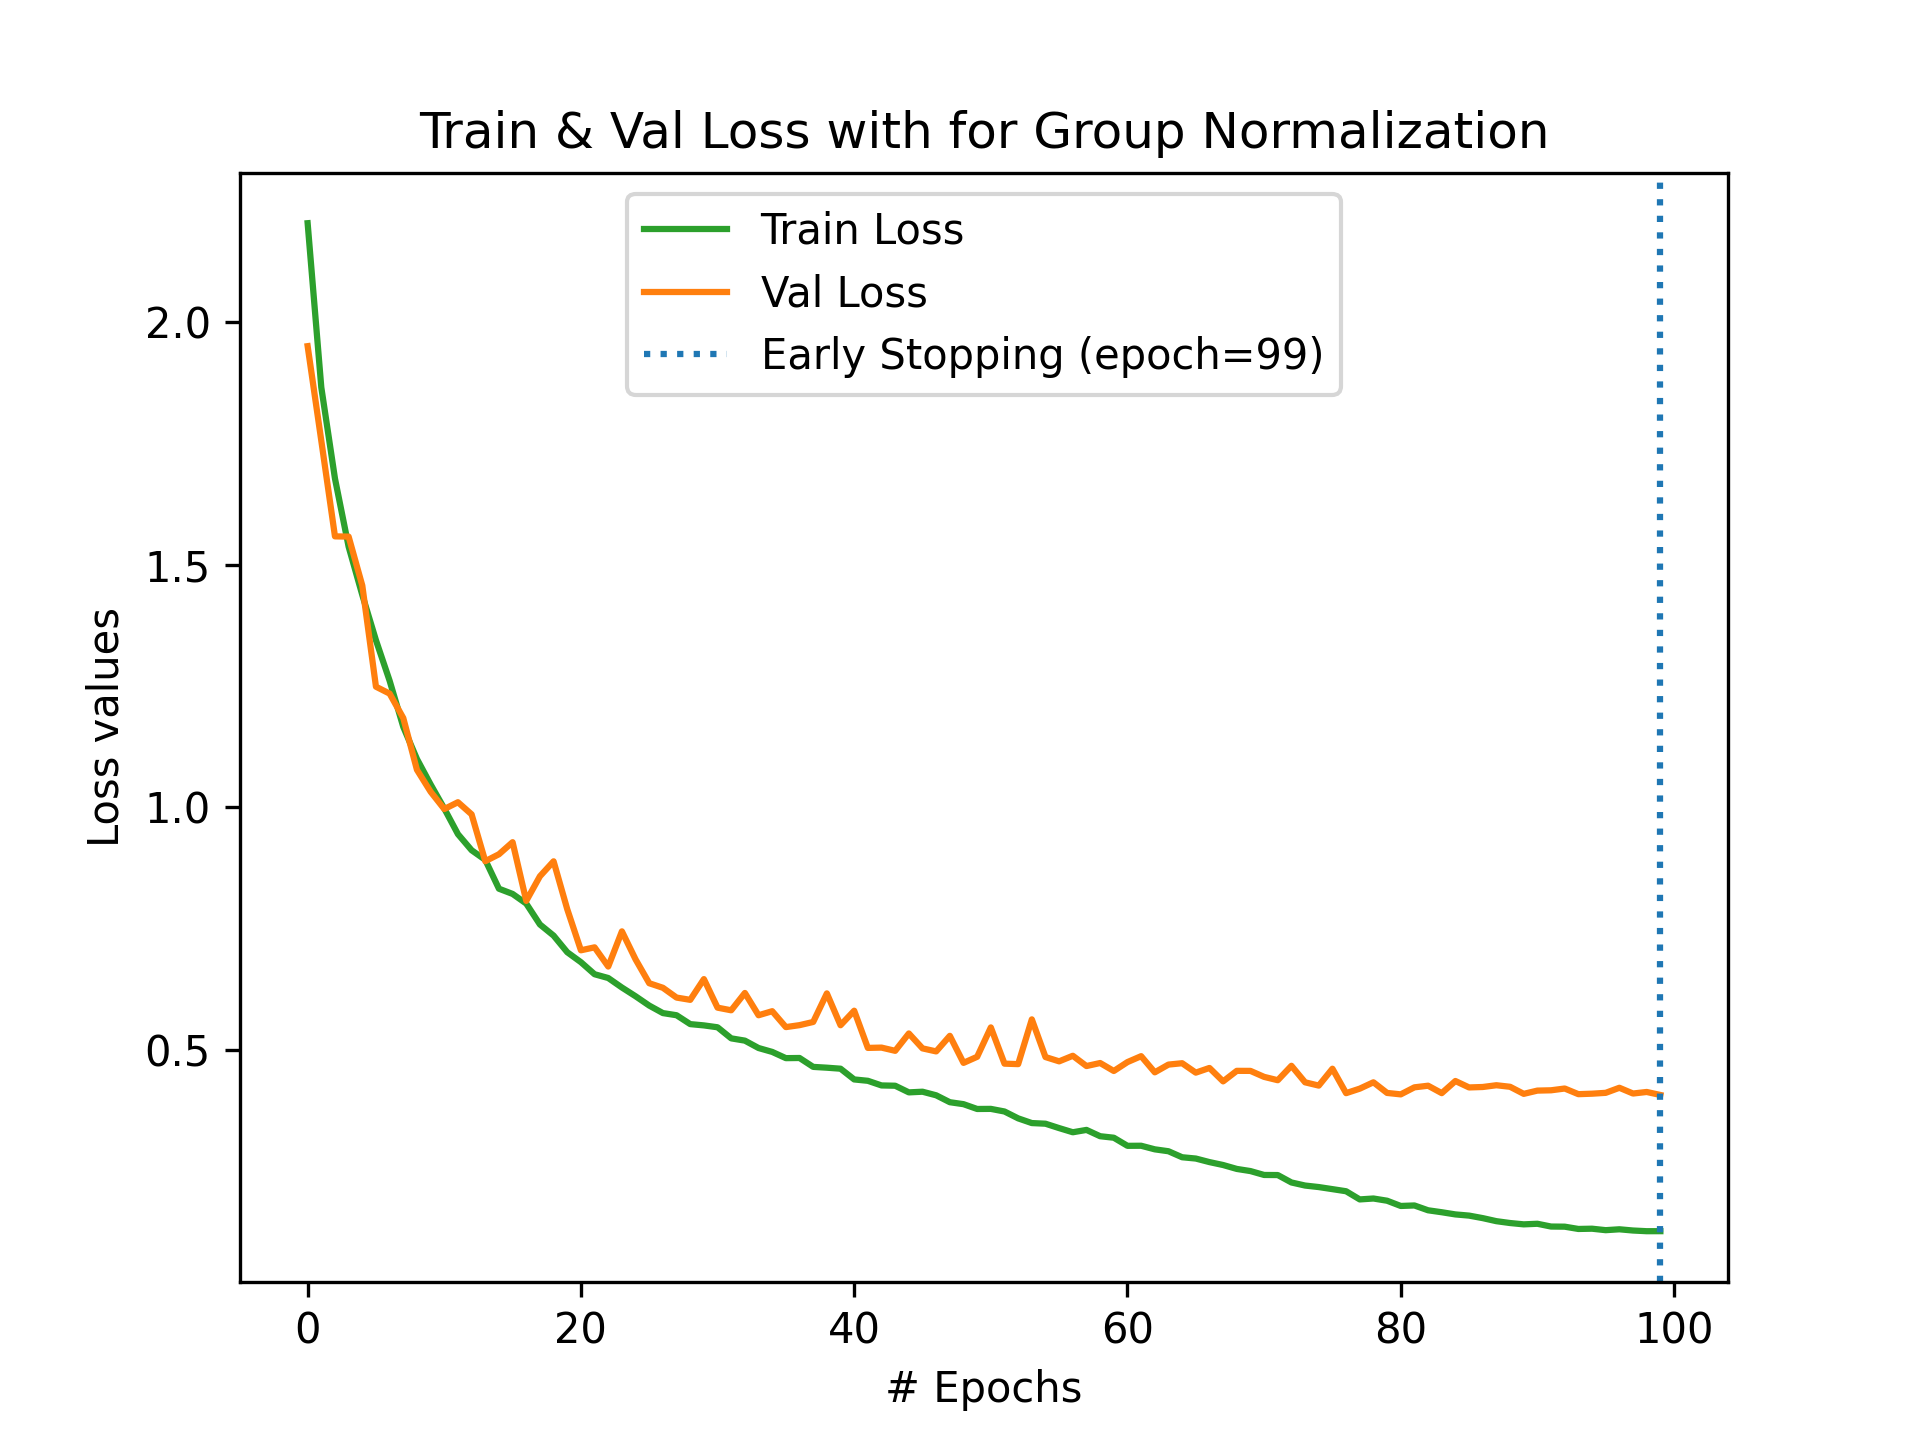 Train & Val Loss with for Group Normalization
Train Loss
Val Loss
Early Stopping (epoch=99)
Loss values
2.0
1.5
1.0
0.5
0 20 40 60 80 100
# Epochs